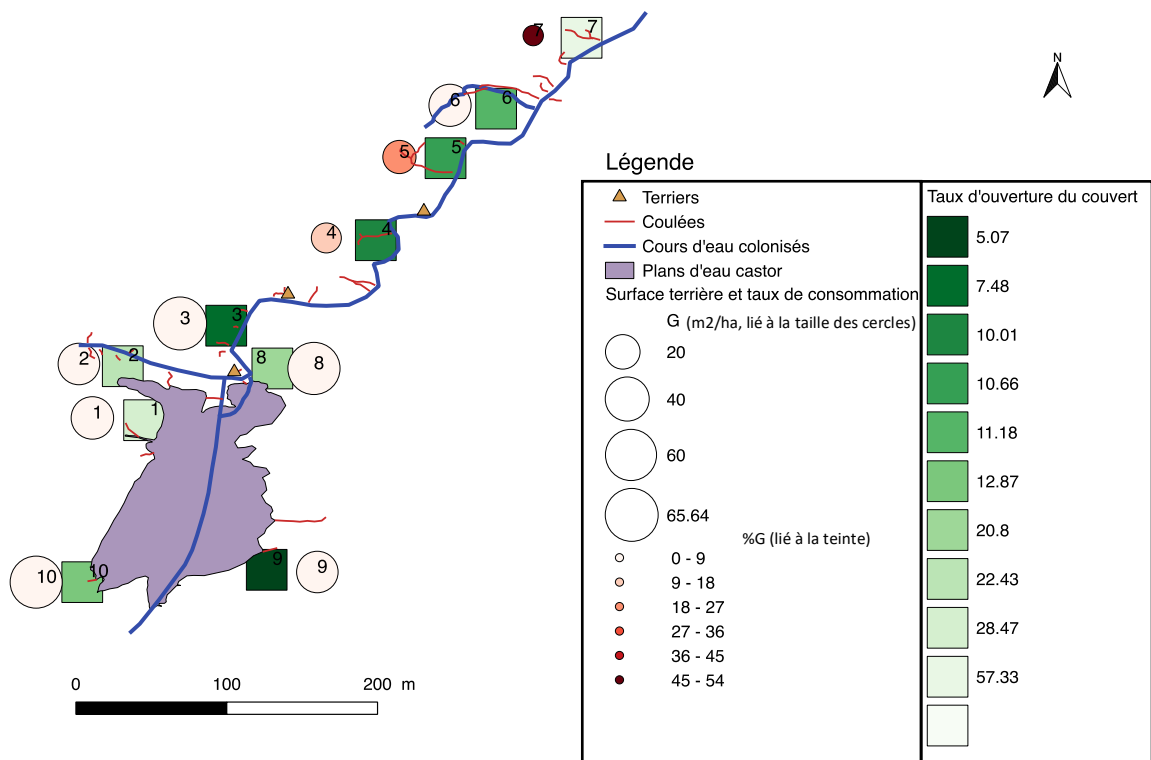 7
7
N
6
6
5
5
4
4
3
3
2
2
8
8
1
1
9
9
10
10
0 100 200 m
Légende
Terriers
Coulées
Cours d'eau colonisés
Plans d'eau castor
Surface terrière et taux de consommation
G (m2/ha, lié à la taille des cercles)
20
40
60
65.64
%G (lié à la teinte)
0 - 9
9 - 18
18 - 27
27 - 36
36 - 45
45 - 54
Taux d'ouverture du couvert
5.07
7.48
10.01
10.66
11.18
12.87
20.8
22.43
28.47
57.33